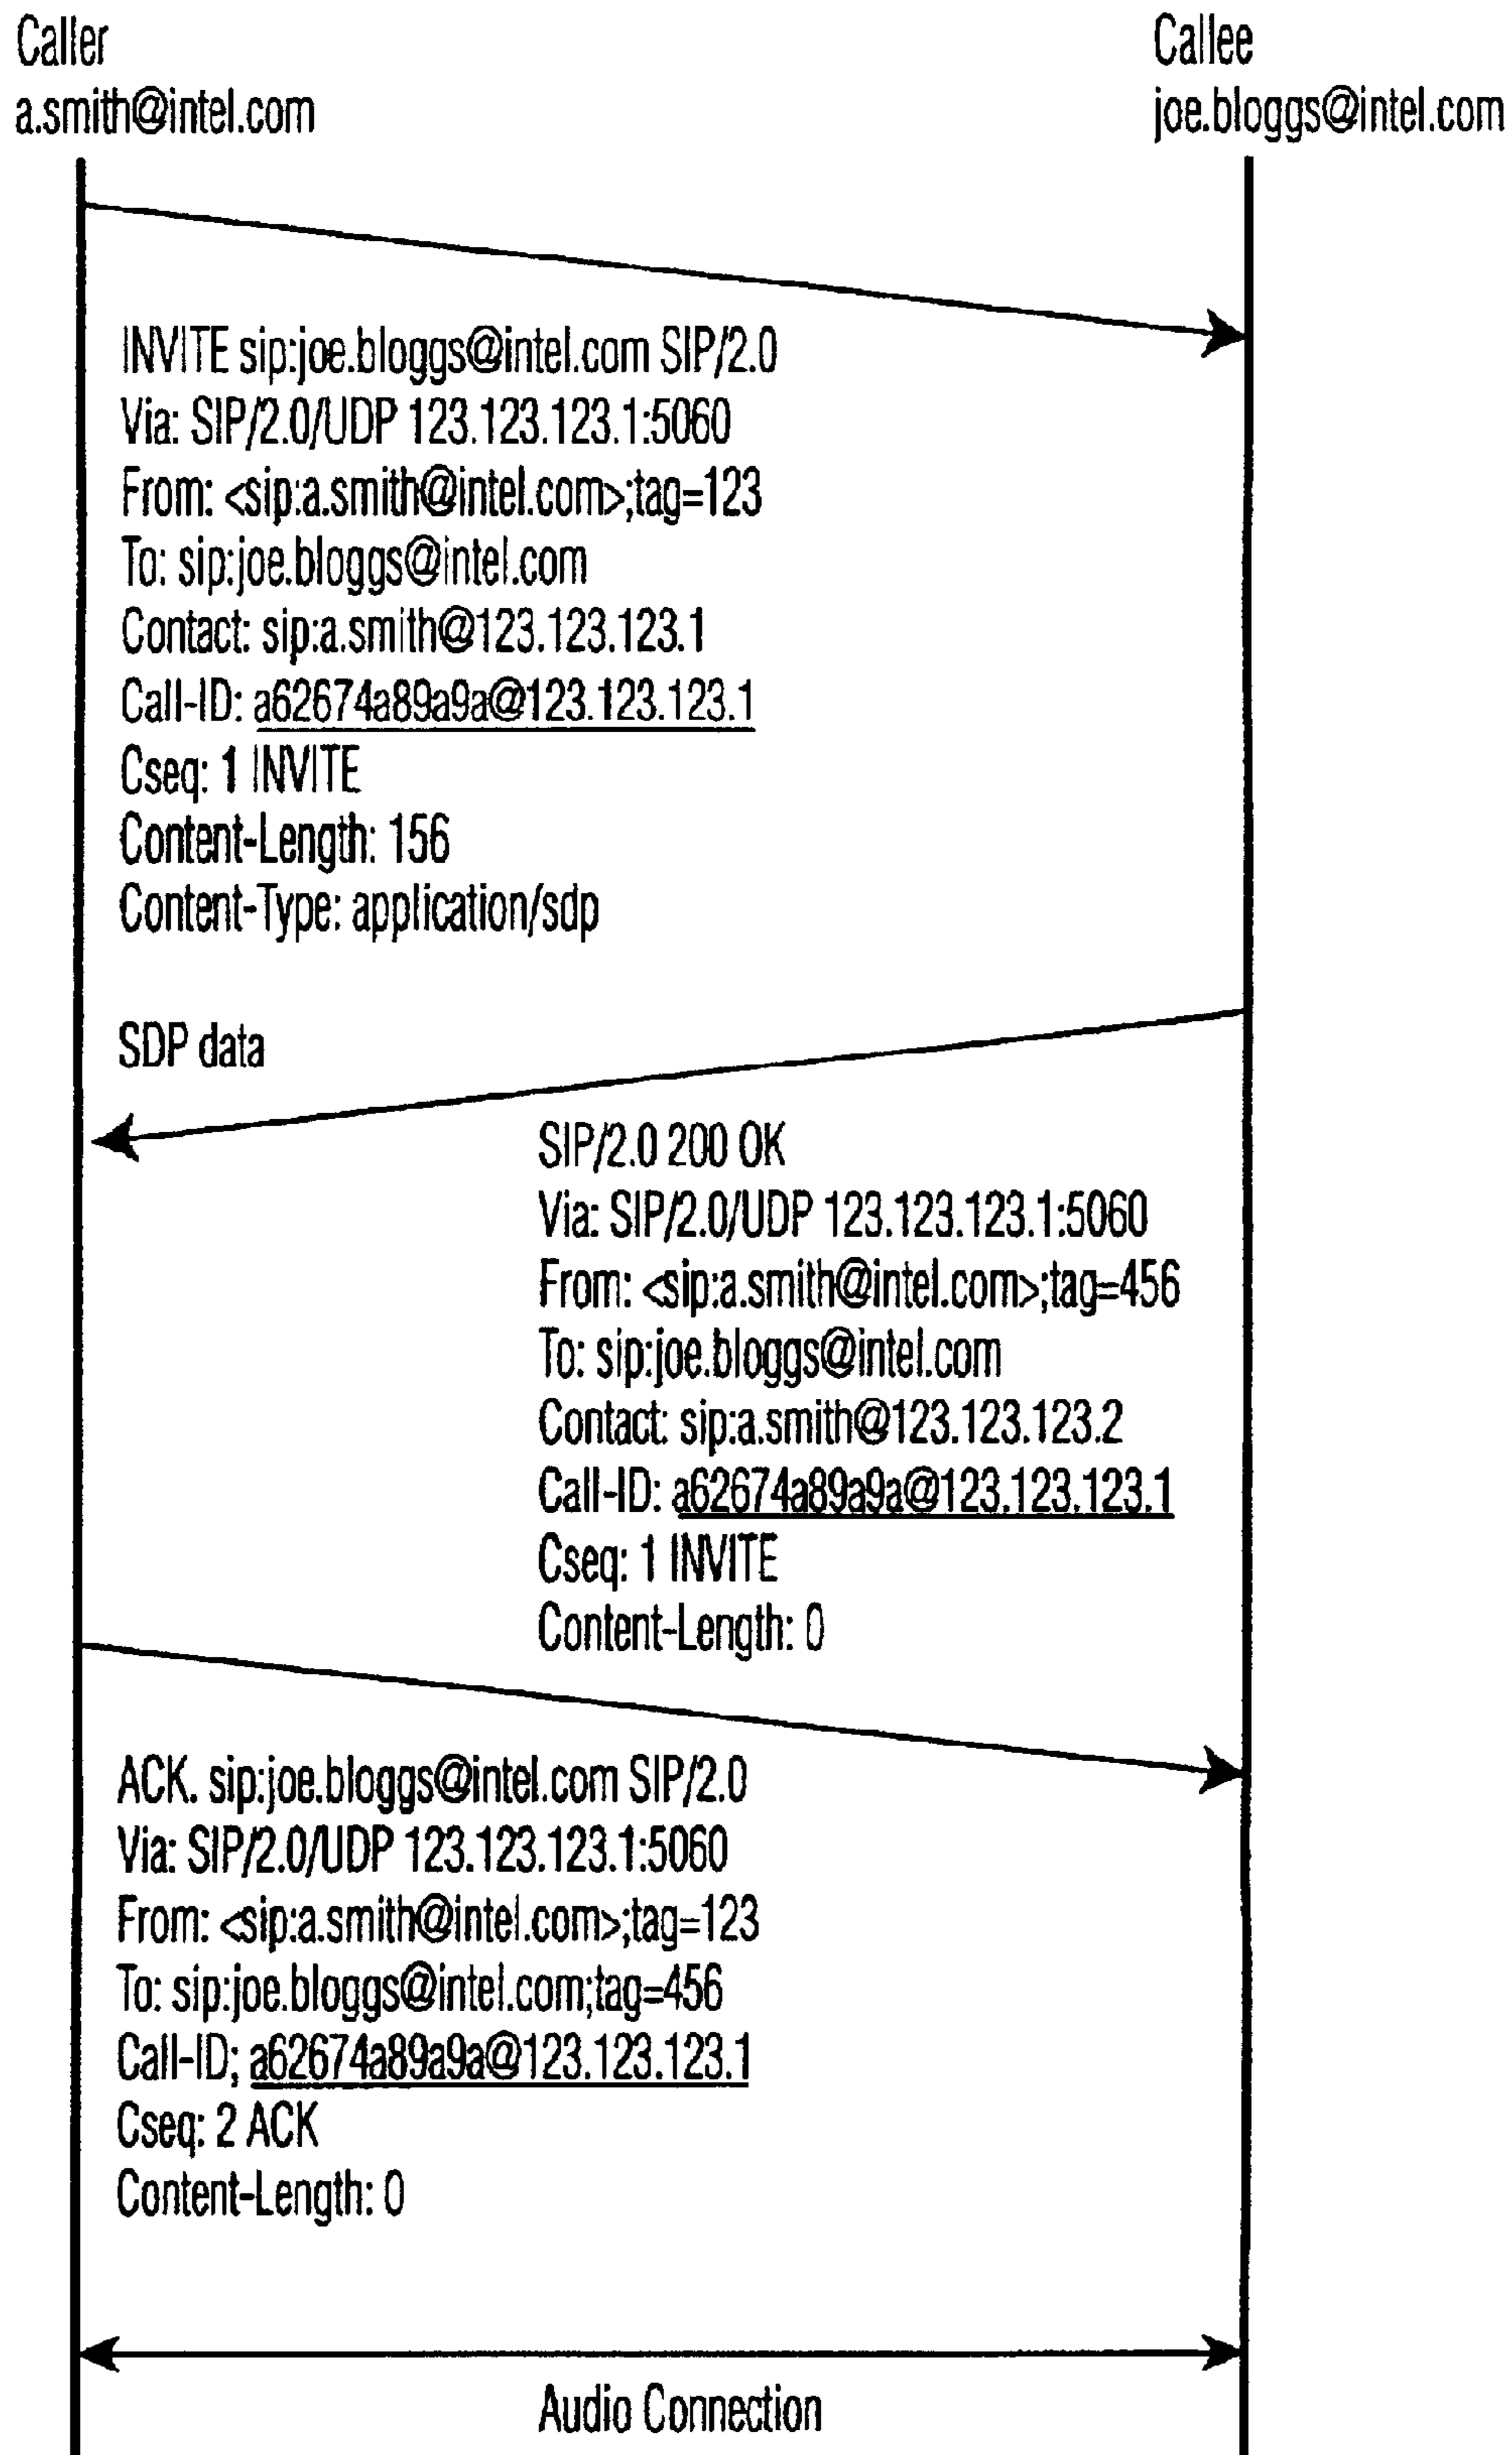 Caller
a.smith@intel.com
Callee
joe.bloggs@intel.com
INVITE sip:joe.bloggs@intel.com SIP/2.0
Via: SIP/2.0/UDP 123.123.123.1:5060
From: <sip:a.smith@intel.com>;tag=123
To: sip:joe.bloggs@intel.com
Contact: sip:a.smith@123.123.123.1
Call-ID: a62674a89a9a@123.123.123.1
Cseq: 1 INVITE
Content-Length: 156
Content-Type: application/sdp
SDP data
SIP/2.0 200 OK
Via: SIP/2.0/UDP 123.123.123.1:5060
From: <sip:a.smith@intel.com>;tag=456
To: sip:joe.bloggs@intel.com
Contact: sip:a.smith@123.123.123.2
Call-ID: a62674a89a9a@123.123.123.1
Cseq: 1 INVITE
Content-Length: 0
ACK. sip:joe.bloggs@intel.com SIP/2.0
Via: SIP/2.0/UDP 123.123.123.1:5060
From: <sip:a.smith@intel.com>;tag=123
To: sip:joe.bloggs@intel.com;tag=456
Call-ID; a62674a89a9a@123.123.123.1
Cseq: 2 ACK
Content-Length: 0
Audio Connection